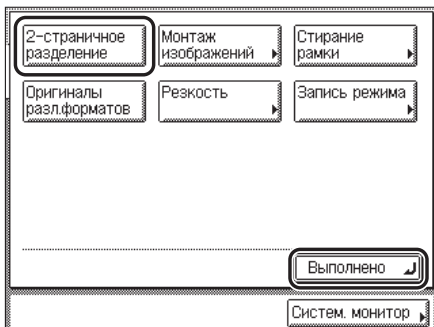 2-страничное
разделение
Монтаж
изображений
Стирание
рамки
Оригиналы
разл.форматов
Резкость
Запись режима
Выполнено
Систем. монитор